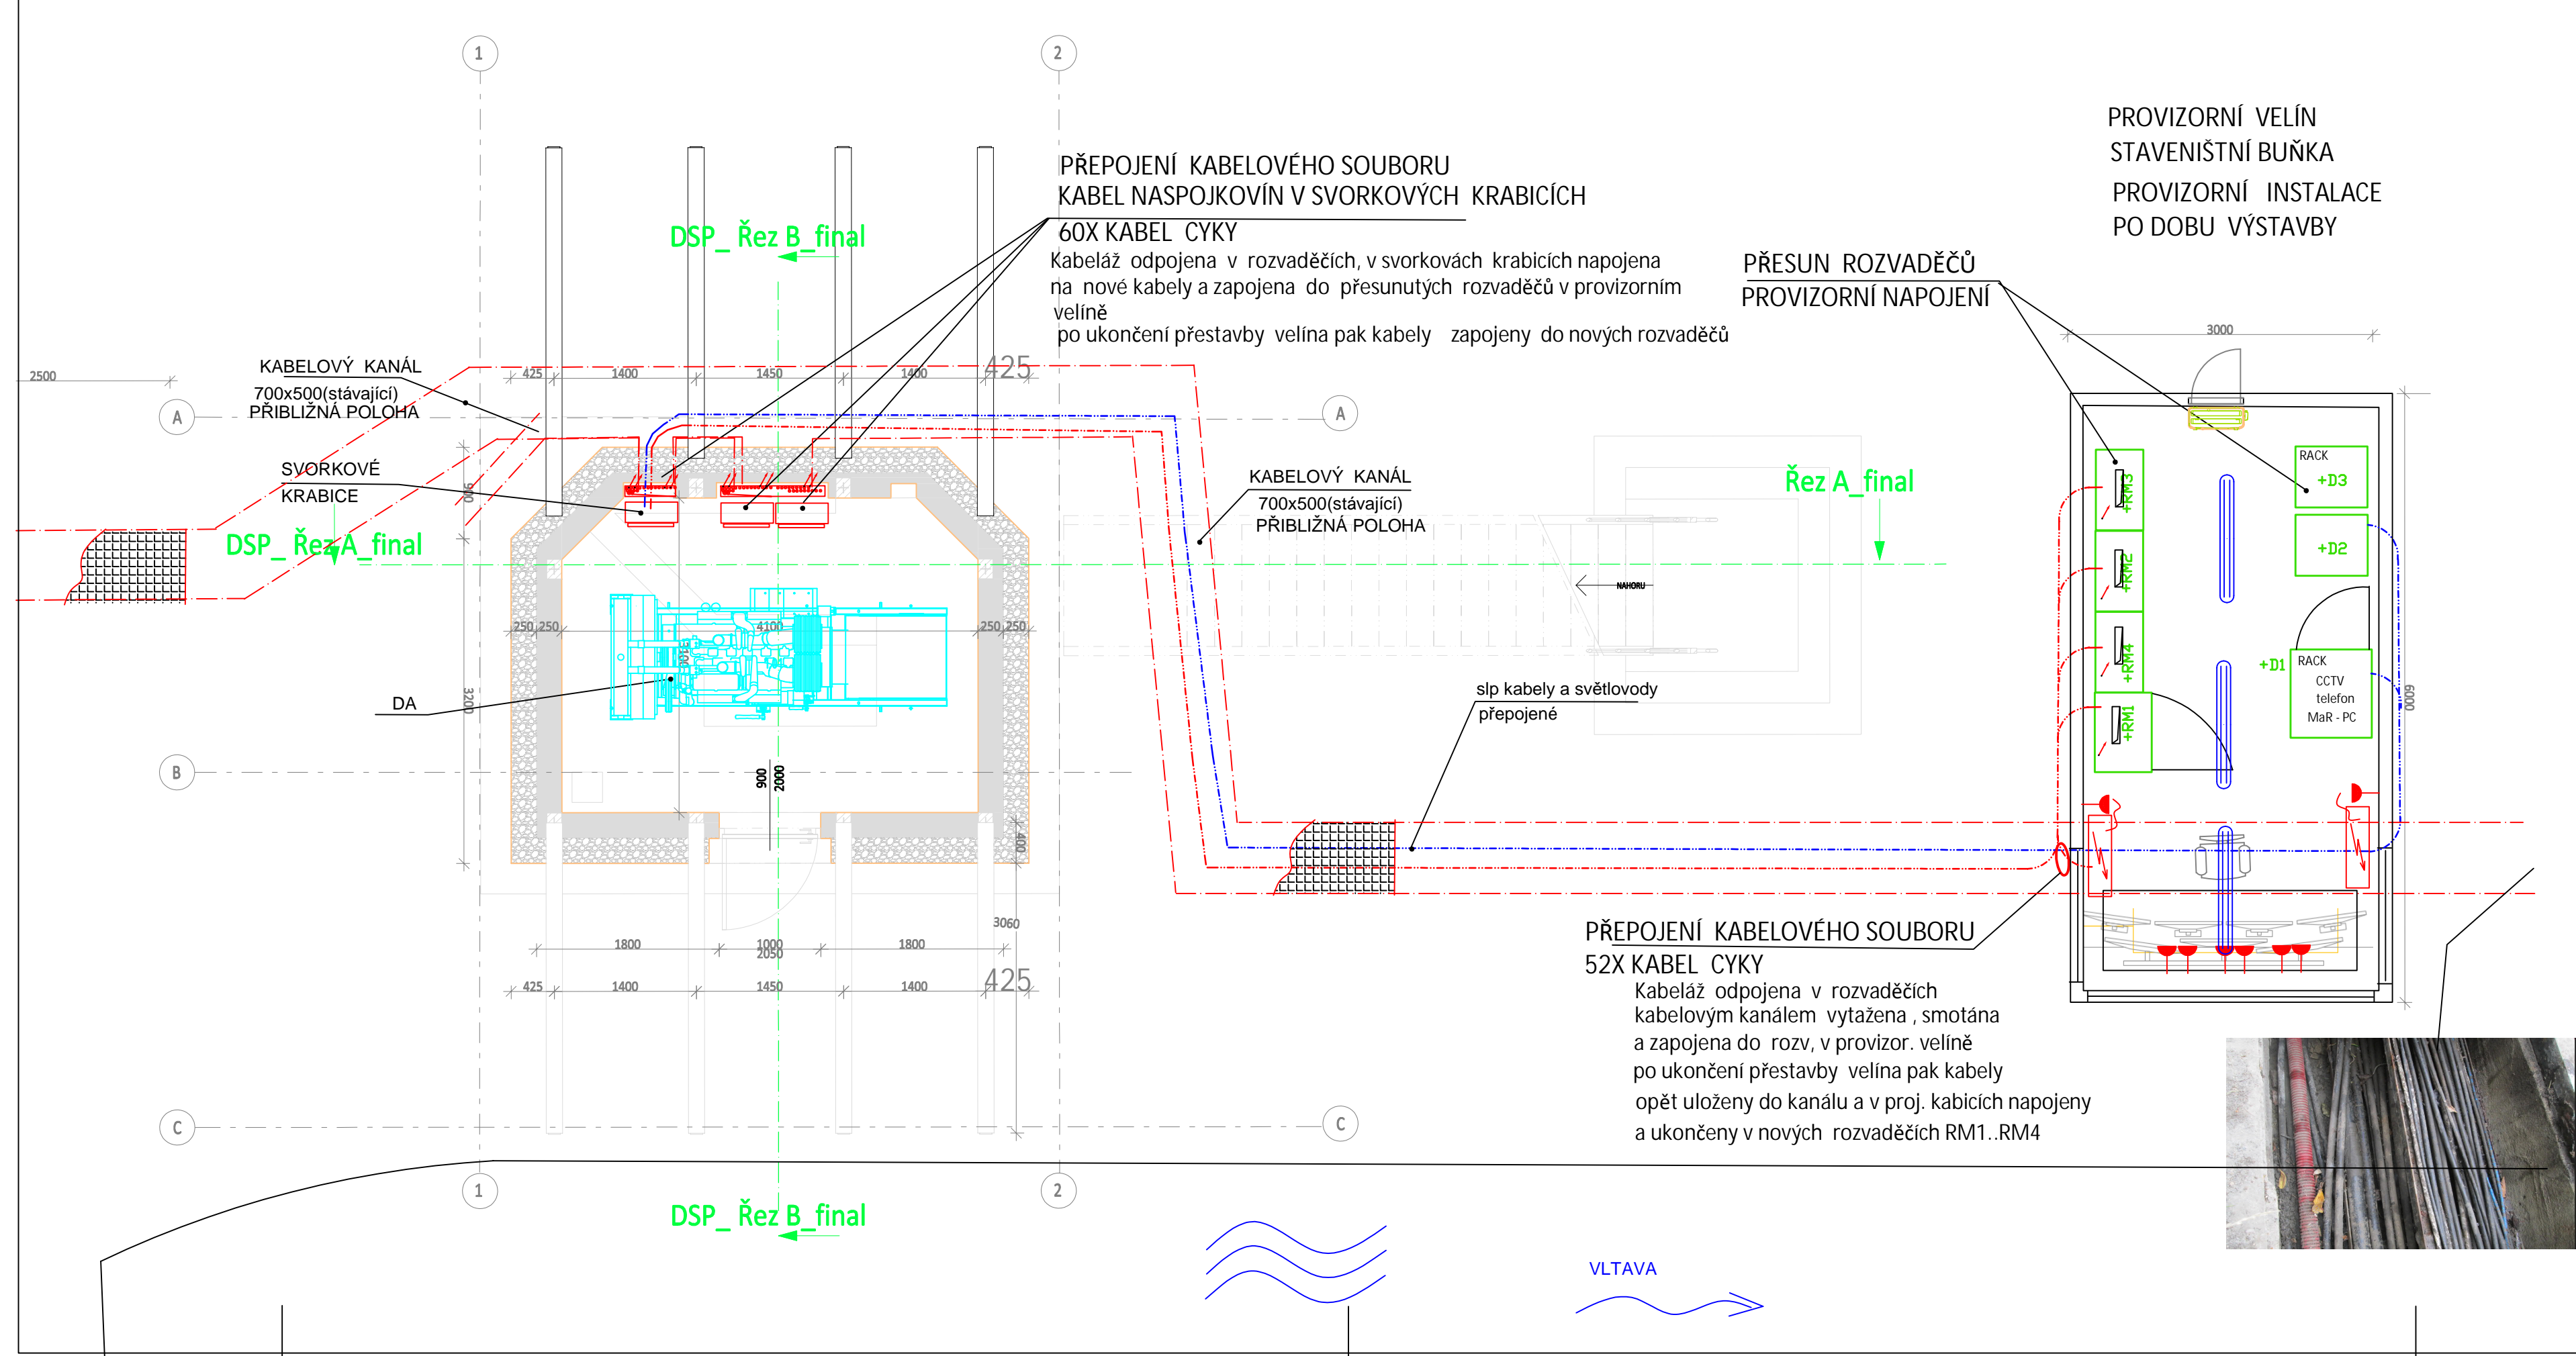 1
2
PROVIZORNÍ VELÍN
STAVENIŠTNÍ BUŇKA
PROVIZORNÍ INSTALACE
PO DOBU VÝSTAVBY
PŘEPOJENÍ KABELOVÉHO SOUBORU
KABEL NASPOJKOVÍN V SVORKOVÝCH KRABICÍCH
60X KABEL CYKY
Kabeláž odpojena v rozvaděčích, v svorkovách krabicích napojena
na nové kabely a zapojena do přesunutých rozvaděčů v provizorním
velíně
po ukončení přestavby velína pak kabely zapojeny do nových rozvaděčů
DSP_ Řez B_final
PŘESUN ROZVADĚČŮ
PROVIZORNÍ NAPOJENÍ
3000
KABELOVÝ KANÁL
700x500(stávající)
PŘIBLIŽNÁ POLOHA
2500
425
1400
1450
1400
425
A
A
SVORKOVÉ
KRABICE
900
KABELOVÝ KANÁL
700x500(stávající)
PŘIBLIŽNÁ POLOHA
Řez A_final
DSP_ Řez A_final
RACK
+D3
+D2
+RM3
+RM2
+RM4
+RM1
NAHORU
250
250
4100
250
250
3100
3200
DA
+D1
RACK
CCTV
telefon
MaR - PC
6000
slp kabely a světlovody
přepojené
B
900
2000
400
3060
1800
1000
2050
1800
425
1400
1450
1400
425
PŘEPOJENÍ KABELOVÉHO SOUBORU
52X KABEL CYKY
Kabeláž odpojena v rozvaděčích
kabelovým kanálem vytažena , smotána
a zapojena do rozv, v provizor. velíně
po ukončení přestavby velína pak kabely
opět uloženy do kanálu a v proj. kabicích napojeny
a ukončeny v nových rozvaděčích RM1..RM4
C
C
1
2
DSP_ Řez B_final
VLTAVA